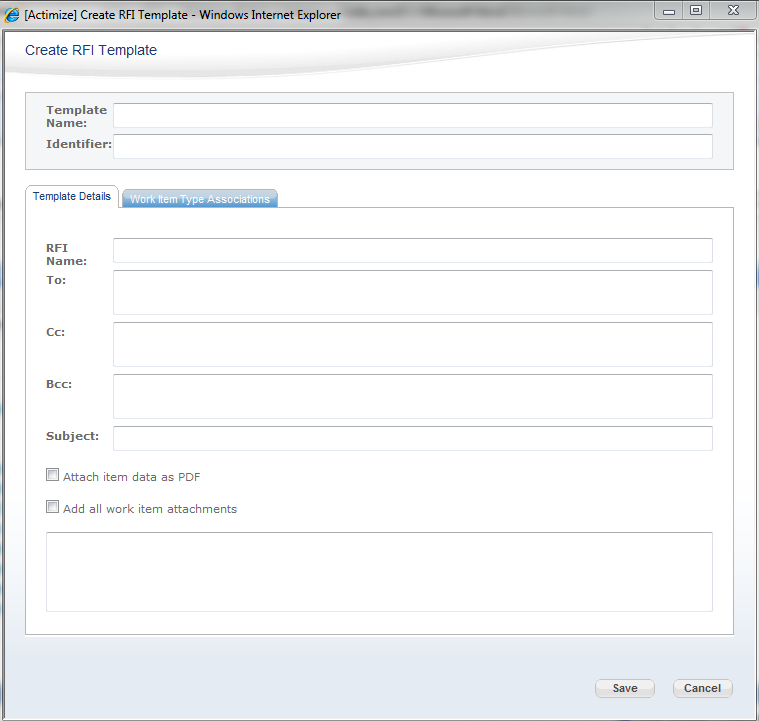 [Actimize] Create RFI Template - Windows Internet Explorer
Create RFI Template
Template
Name:
Identifier:
Template Details
Work Item Type Associations
RFI
Name:
To:
Cc:
Bcc:
Subject:
Attach item data as PDF
Add all work item attachments
Save
Cancel